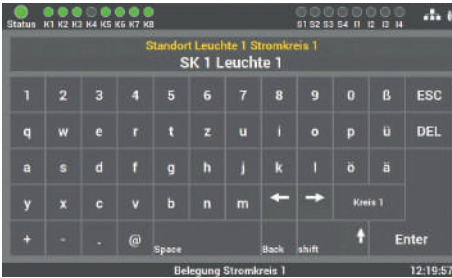 Status K1 K2 K3 K4 K5 K6 K7 K8 S1 S2 S3 S4 I1 I2 I3 I4
Standort Leuchte 1 Stromkreis 1
SK 1 Leuchte 1
1 2 3 4 5 6 7 8 9 0 ß ESC
q w e r t z u i o p ü DEL
a s d f g h j k l ö ä
y x c v b n m ← → Kreis 1
+ - . @ Space Back shift ↑ Enter
Belegung Stromkreis 1 12:19:57